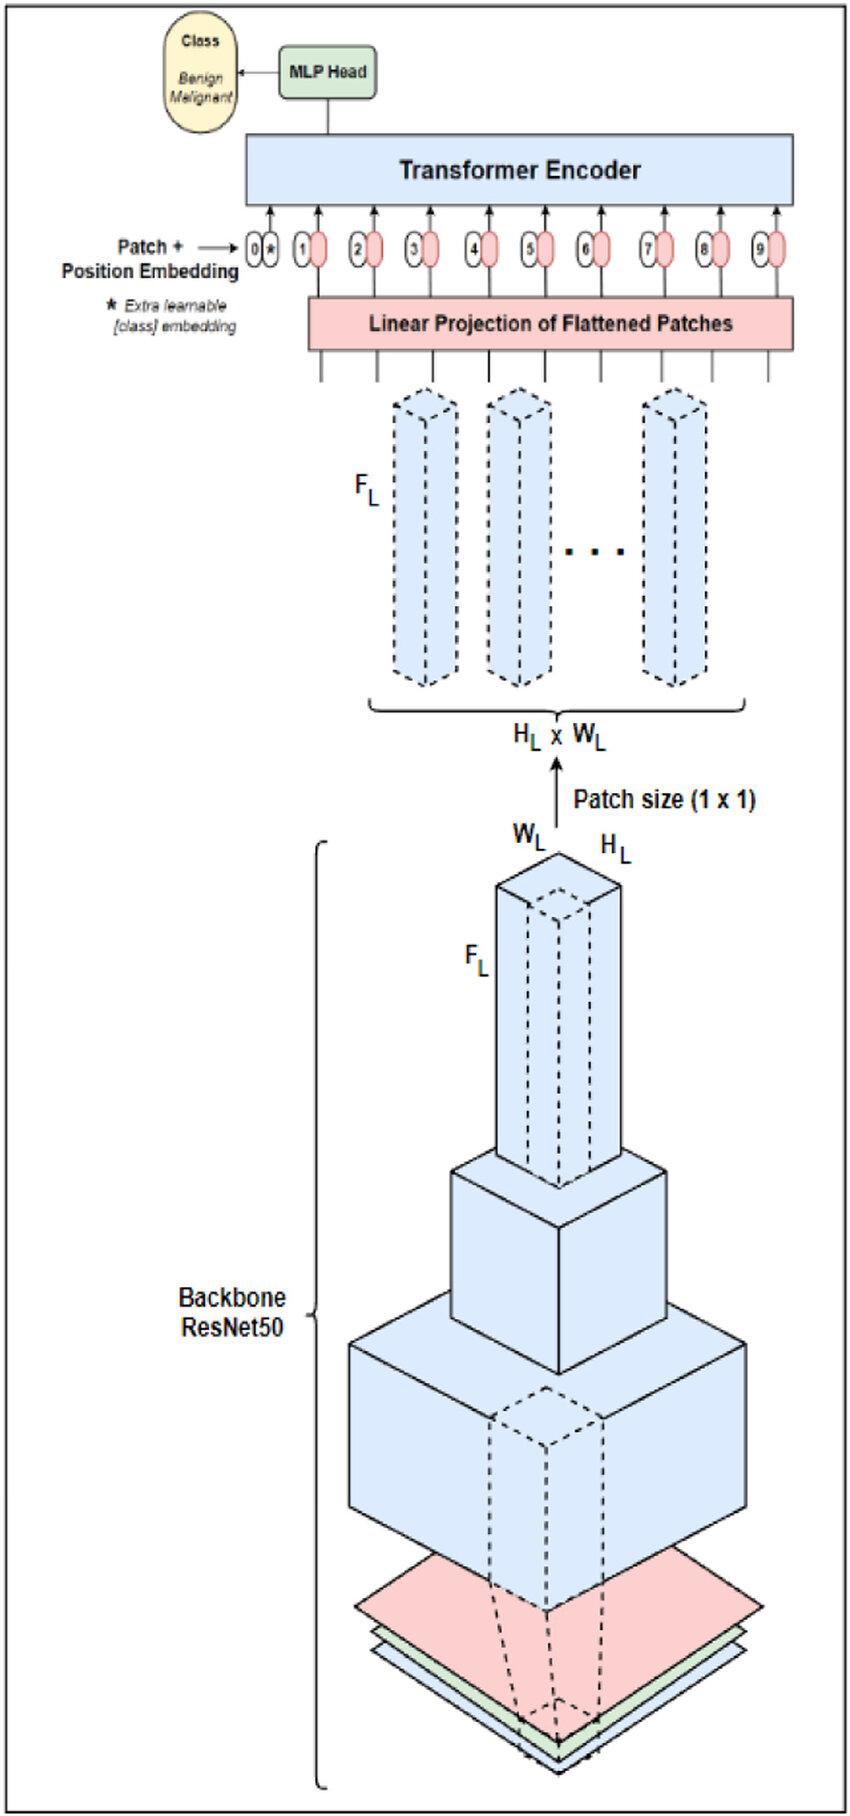 Class
Benign
Malignant
MLP Head
Transformer Encoder
Patch +
Position Embedding
0 * 1 2 3 4 5 6 7 8 9
* Extra learnable
[class] embedding
Linear Projection of Flattened Patches
F_L
. . .
H_L x W_L
Patch size (1 x 1)
W_L H_L
F_L
Backbone
ResNet50